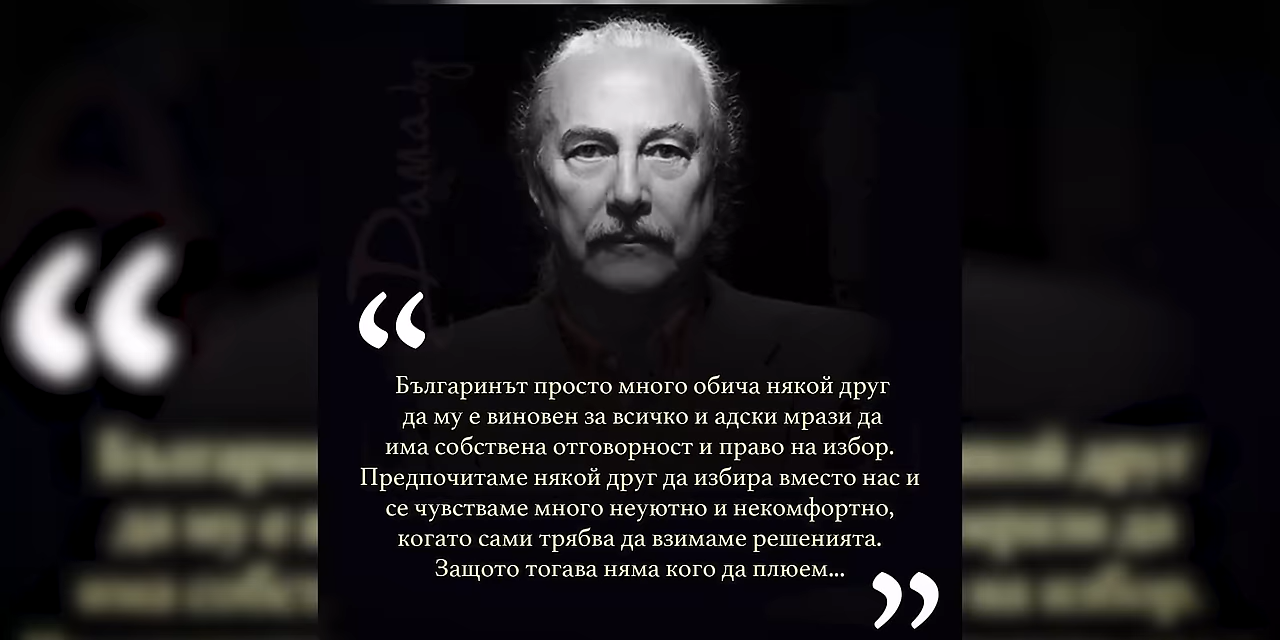 Дама.bg
“
Българинът просто много обича някой друг
да му е виновен за всичко и адски мрази да
има собствена отговорност и право на избор.
Предпочитаме някой друг да избира вместо нас и
се чувстваме много неуютно и некомфортно,
когато сами трябва да взимаме решенията.
Защото тогава няма кого да плюем...
”